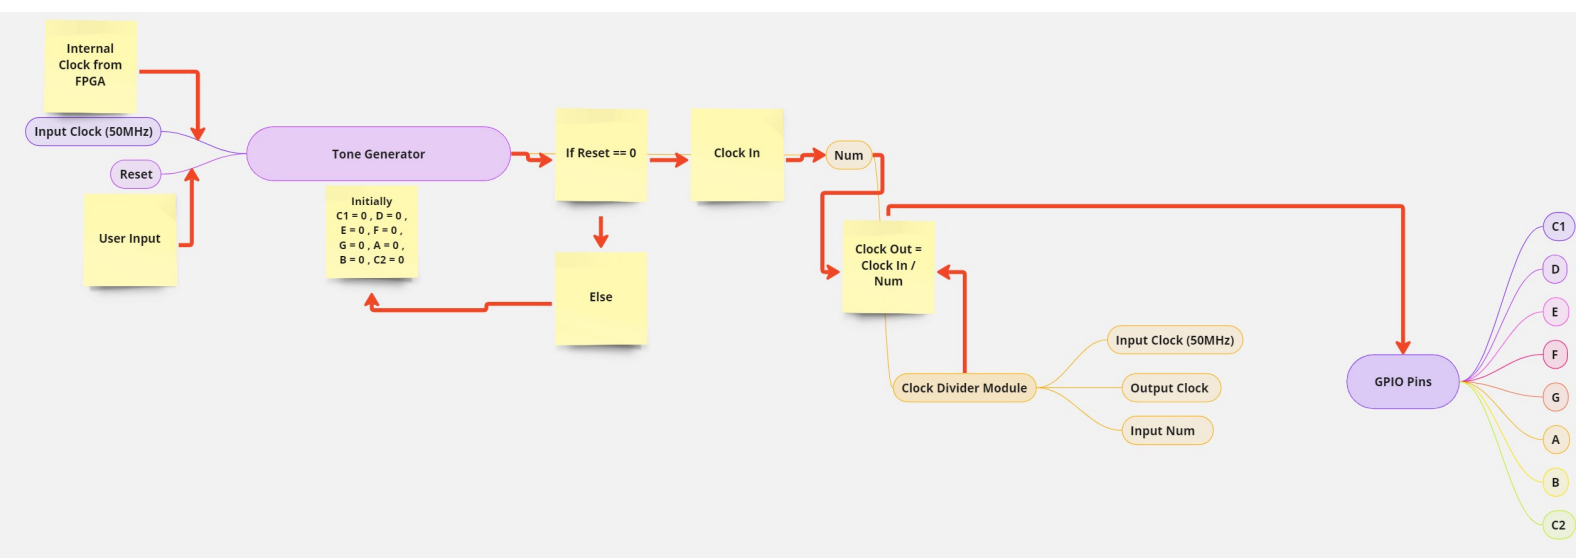 Internal
Clock from
FPGA
Input Clock (50MHz)
Reset
User Input
Tone Generator
Initially
C1 = 0 , D = 0 ,
E = 0 , F = 0 ,
G = 0 , A = 0 ,
B = 0 , C2 = 0
If Reset == 0
Else
Clock In
Num
Clock Out =
Clock In /
Num
Clock Divider Module
Input Clock (50MHz)
Output Clock
Input Num
GPIO Pins
C1
D
E
F
G
A
B
C2